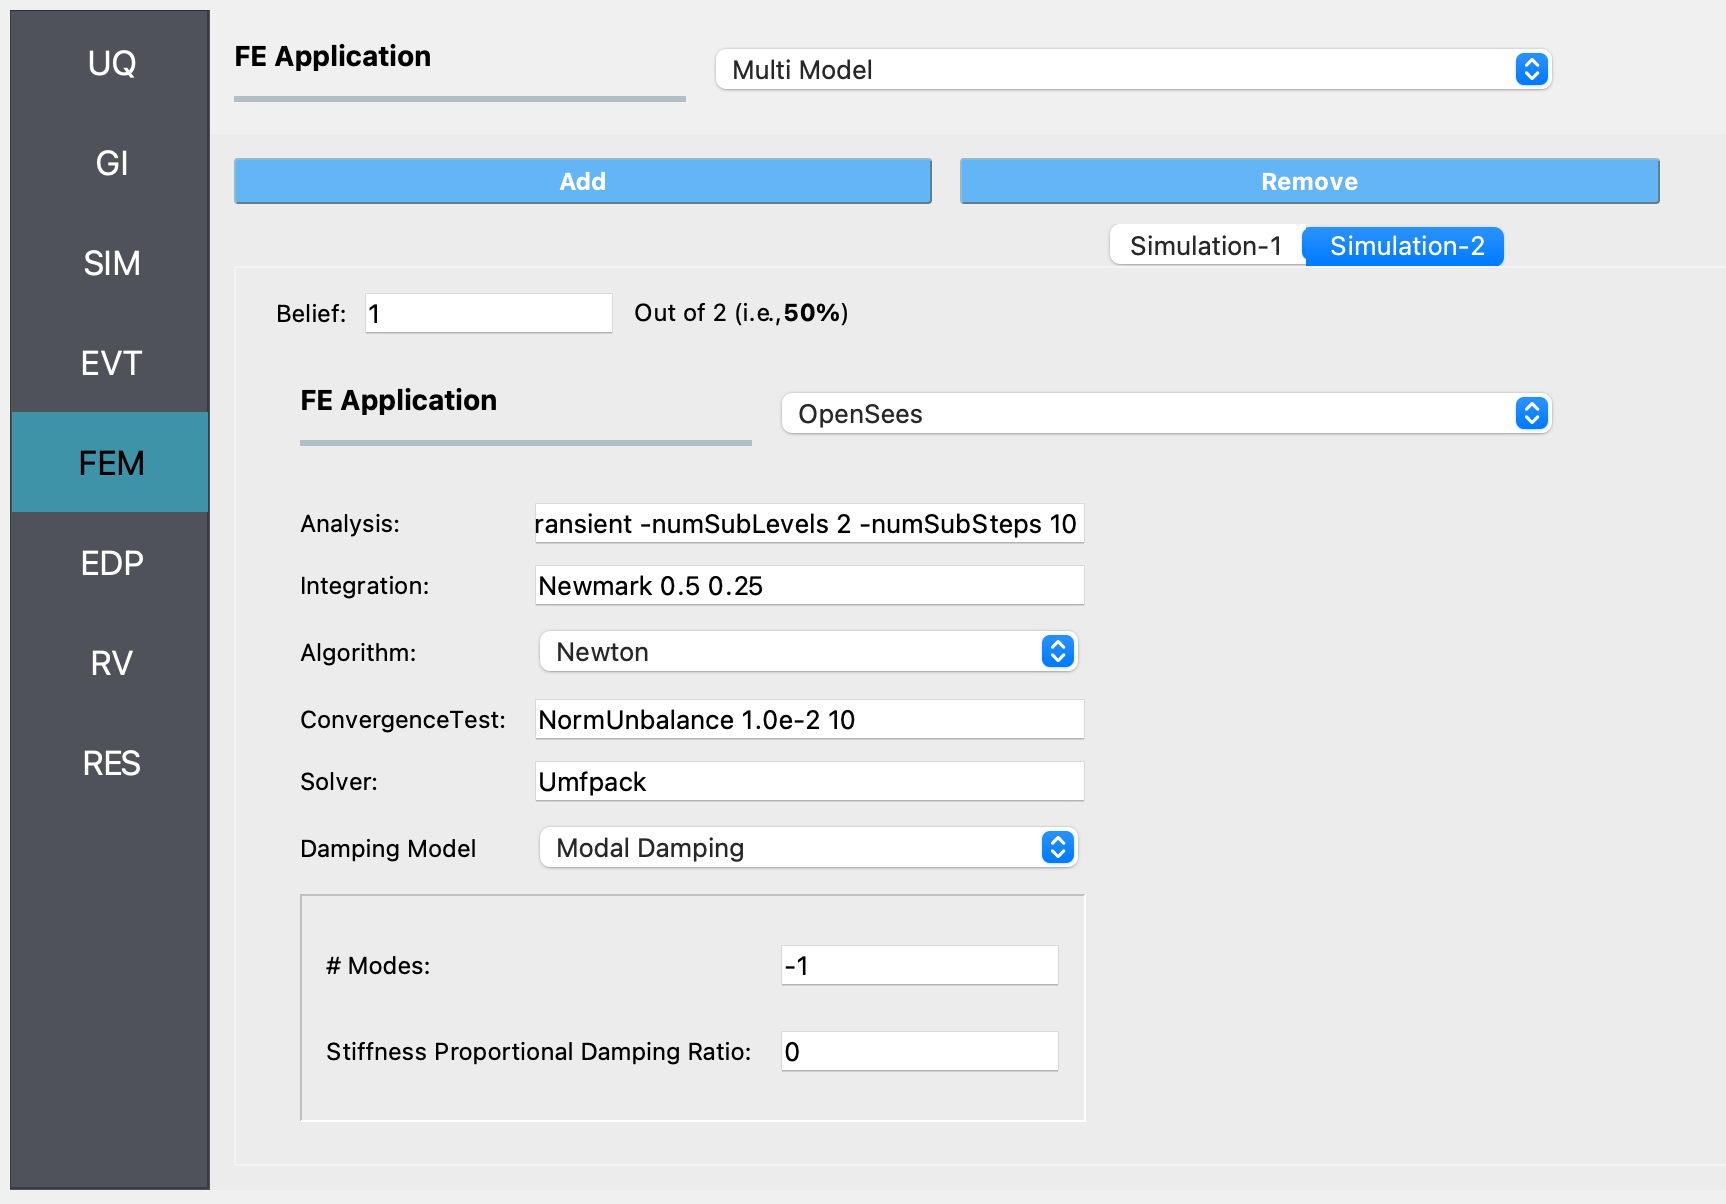 UQ
GI
SIM
EVT
FEM
EDP
RV
RES
FE Application
Multi Model
Add
Remove
Simulation-1
Simulation-2
Belief: 1 Out of 2 (i.e.,50%)
FE Application
OpenSees
Analysis: ransient -numSubLevels 2 -numSubSteps 10
Integration: Newmark 0.5 0.25
Algorithm: Newton
ConvergenceTest: NormUnbalance 1.0e-2 10
Solver: Umfpack
Damping Model Modal Damping
# Modes: -1
Stiffness Proportional Damping Ratio: 0